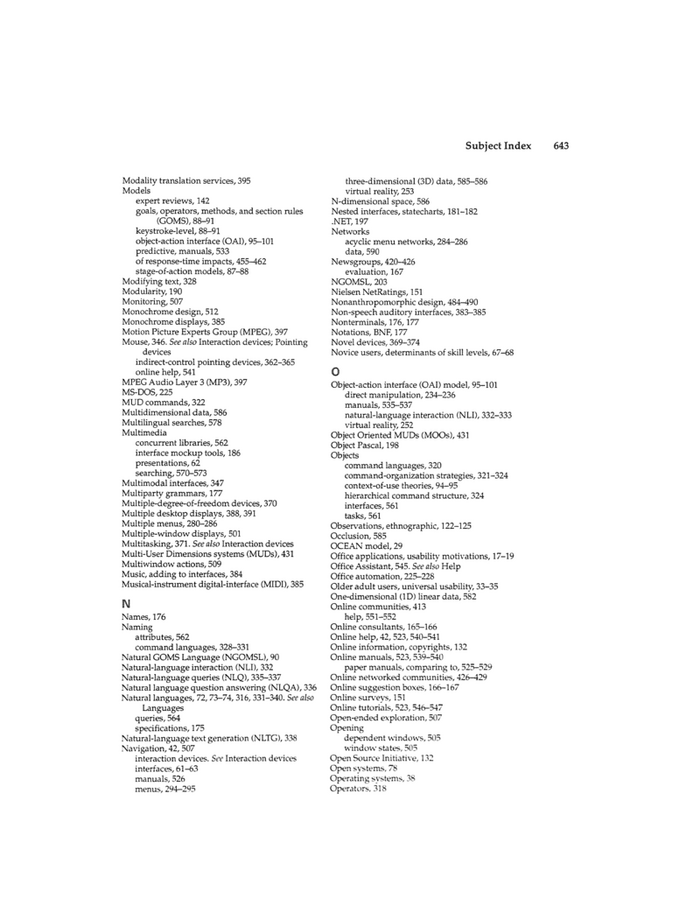 Subject Index 643
Modality translation services, 395
Models
expert reviews, 142
goals, operators, methods, and section rules
(GOMS), 88–91
keystroke-level, 88–91
object-action interface (OAI), 95–101
predictive, manuals, 533
of response-time impacts, 455–462
stage-of-action models, 87–88
Modifying text, 328
Modularity, 190
Monitoring, 507
Monochrome design, 512
Monochrome displays, 385
Motion Picture Experts Group (MPEG), 397
Mouse, 346. See also Interaction devices; Pointing
devices
indirect-control pointing devices, 362–365
online help, 541
MPEG Audio Layer 3 (MP3), 397
MS-DOS, 225
MUD commands, 322
Multidimensional data, 586
Multilingual searches, 578
Multimedia
concurrent libraries, 562
interface mockup tools, 186
presentations, 62
searching, 570–573
Multimodal interfaces, 347
Multiparty grammars, 177
Multiple-degree-of-freedom devices, 370
Multiple desktop displays, 388, 391
Multiple menus, 280–286
Multiple-window displays, 501
Multitasking, 371. See also Interaction devices
Multi-User Dimensions systems (MUDs), 431
Multiwindow actions, 509
Music, adding to interfaces, 384
Musical-instrument digital-interface (MIDI), 385
N
Names, 176
Naming
attributes, 562
command languages, 328–331
Natural GOMS Language (NGOMSL), 90
Natural-language interaction (NLI), 332
Natural-language queries (NLQ), 335–337
Natural language question answering (NLQA), 336
Natural languages, 72, 73–74, 316, 331–340. See also
Languages
queries, 564
specifications, 175
Natural-language text generation (NLTG), 338
Navigation, 42, 507
interaction devices. See Interaction devices
interfaces, 61–63
manuals, 526
menus, 294–295
three-dimensional (3D) data, 585–586
virtual reality, 253
N-dimensional space, 586
Nested interfaces, statecharts, 181–182
.NET, 197
Networks
acyclic menu networks, 284–286
data, 590
Newsgroups, 420–426
evaluation, 167
NGOMSL, 203
Nielsen NetRatings, 151
Nonanthropomorphic design, 484–490
Non-speech auditory interfaces, 383–385
Nonterminals, 176, 177
Notations, BNF, 177
Novel devices, 369–374
Novice users, determinants of skill levels, 67–68
O
Object-action interface (OAI) model, 95–101
direct manipulation, 234–236
manuals, 535–537
natural-language interaction (NLI), 332–333
virtual reality, 252
Object Oriented MUDs (MOOs), 431
Object Pascal, 198
Objects
command languages, 320
command-organization strategies, 321–324
context-of-use theories, 94–95
hierarchical command structure, 324
interfaces, 561
tasks, 561
Observations, ethnographic, 122–125
Occlusion, 585
OCEAN model, 29
Office applications, usability motivations, 17–19
Office Assistant, 545. See also Help
Office automation, 225–228
Older adult users, universal usability, 33–35
One-dimensional (1D) linear data, 582
Online communities, 413
help, 551–552
Online consultants, 165–166
Online help, 42, 523, 540–541
Online information, copyrights, 132
Online manuals, 523, 539–540
paper manuals, comparing to, 525–529
Online networked communities, 426–429
Online suggestion boxes, 166–167
Online surveys, 151
Online tutorials, 523, 546–547
Open-ended exploration, 507
Opening
dependent windows, 505
window states, 505
Open Source Initiative, 132
Open systems, 78
Operating systems, 38
Operators, 318